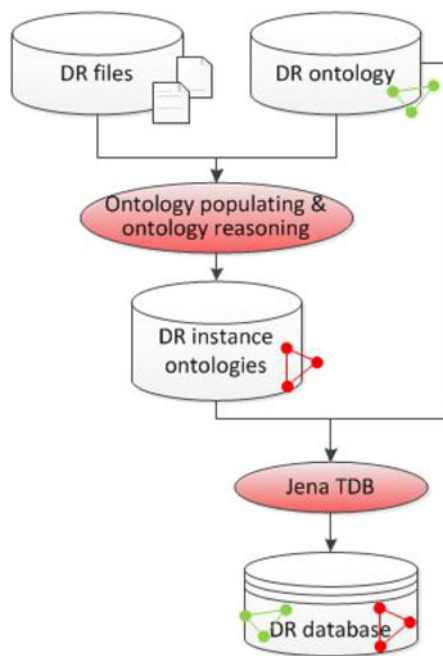 DR files
DR ontology
Ontology populating &
ontology reasoning
DR instance
ontologies
Jena TDB
DR database